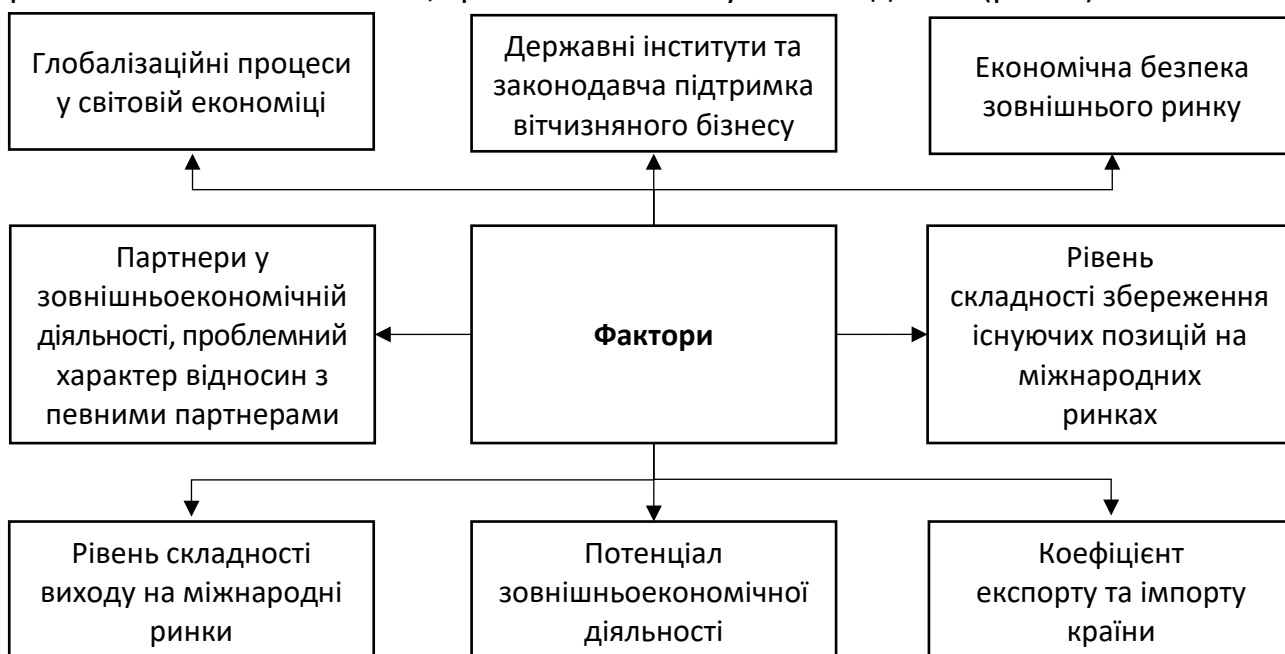 Глобалізаційні процеси
у світовій економіці
Державні інститути та
законодавча підтримка
вітчизняного бізнесу
Економічна безпека
зовнішнього ринку
Партнери у
зовнішньоекономічній
діяльності, проблемний
характер відносин з
певними партнерами
Фактори
Рівень
складності збереження
існуючих позицій на
міжнародних
ринках
Рівень складності
виходу на міжнародні
ринки
Потенціал
зовнішньоекономічної
діяльності
Коефіцієнт
експорту та імпорту
країни